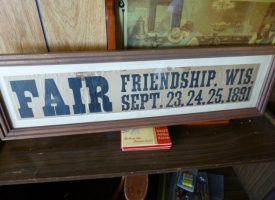 FAIR
FRIENDSHIP. WIS.
SEPT. 23, 24, 25. 1891